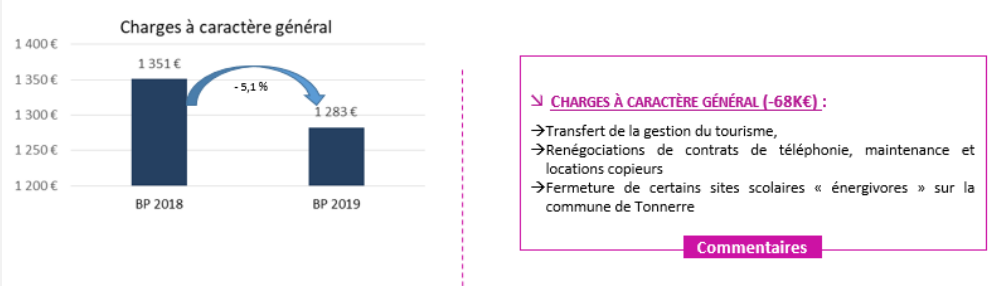 Charges à caractère général
1 400 €
1 350 €
1 300 €
1 250 €
1 200 €
1 351 €
- 5,1 %
1 283 €
BP 2018
BP 2019
↘ CHARGES À CARACTÈRE GÉNÉRAL (-68K€) :
→Transfert de la gestion du tourisme,
→Renégociations de contrats de téléphonie, maintenance et
locations copieurs
→Fermeture de certains sites scolaires « énergivores » sur la
commune de Tonnerre
Commentaires